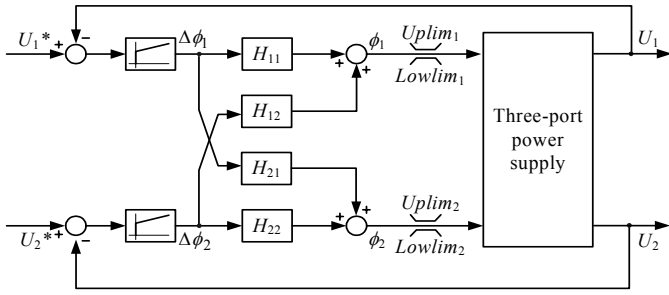 U₁* + −
Δϕ₁
H₁₁
+
+
ϕ₁
Uplim₁
Lowlim₁
U₁
H₁₂
Three-port
power
supply
H₂₁
U₂* + −
Δϕ₂
H₂₂
+
+
ϕ₂
Uplim₂
Lowlim₂
U₂